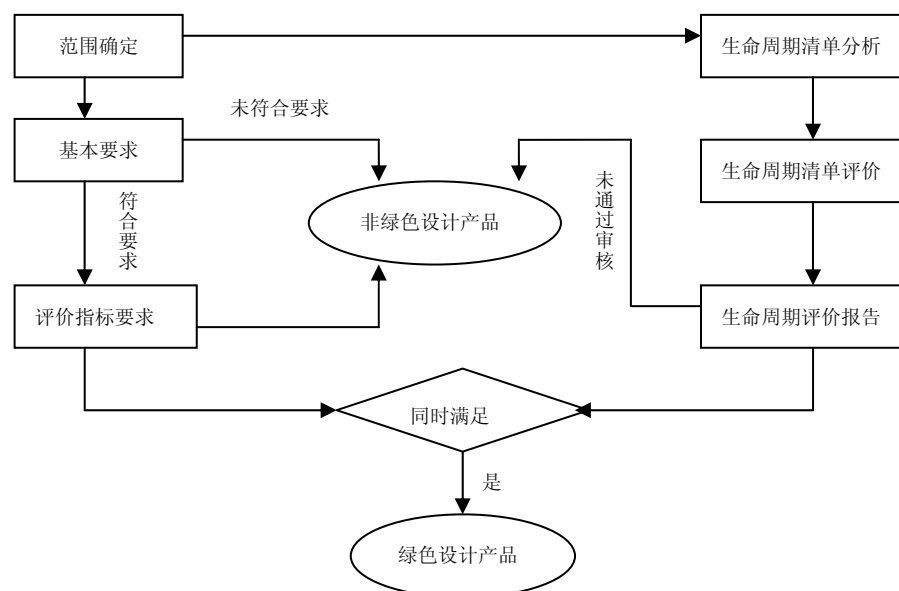 范围确定
生命周期清单分析
未符合要求
基本要求
生命周期清单评价
符合要求
未通过审核
非绿色设计产品
评价指标要求
生命周期评价报告
同时满足
是
绿色设计产品